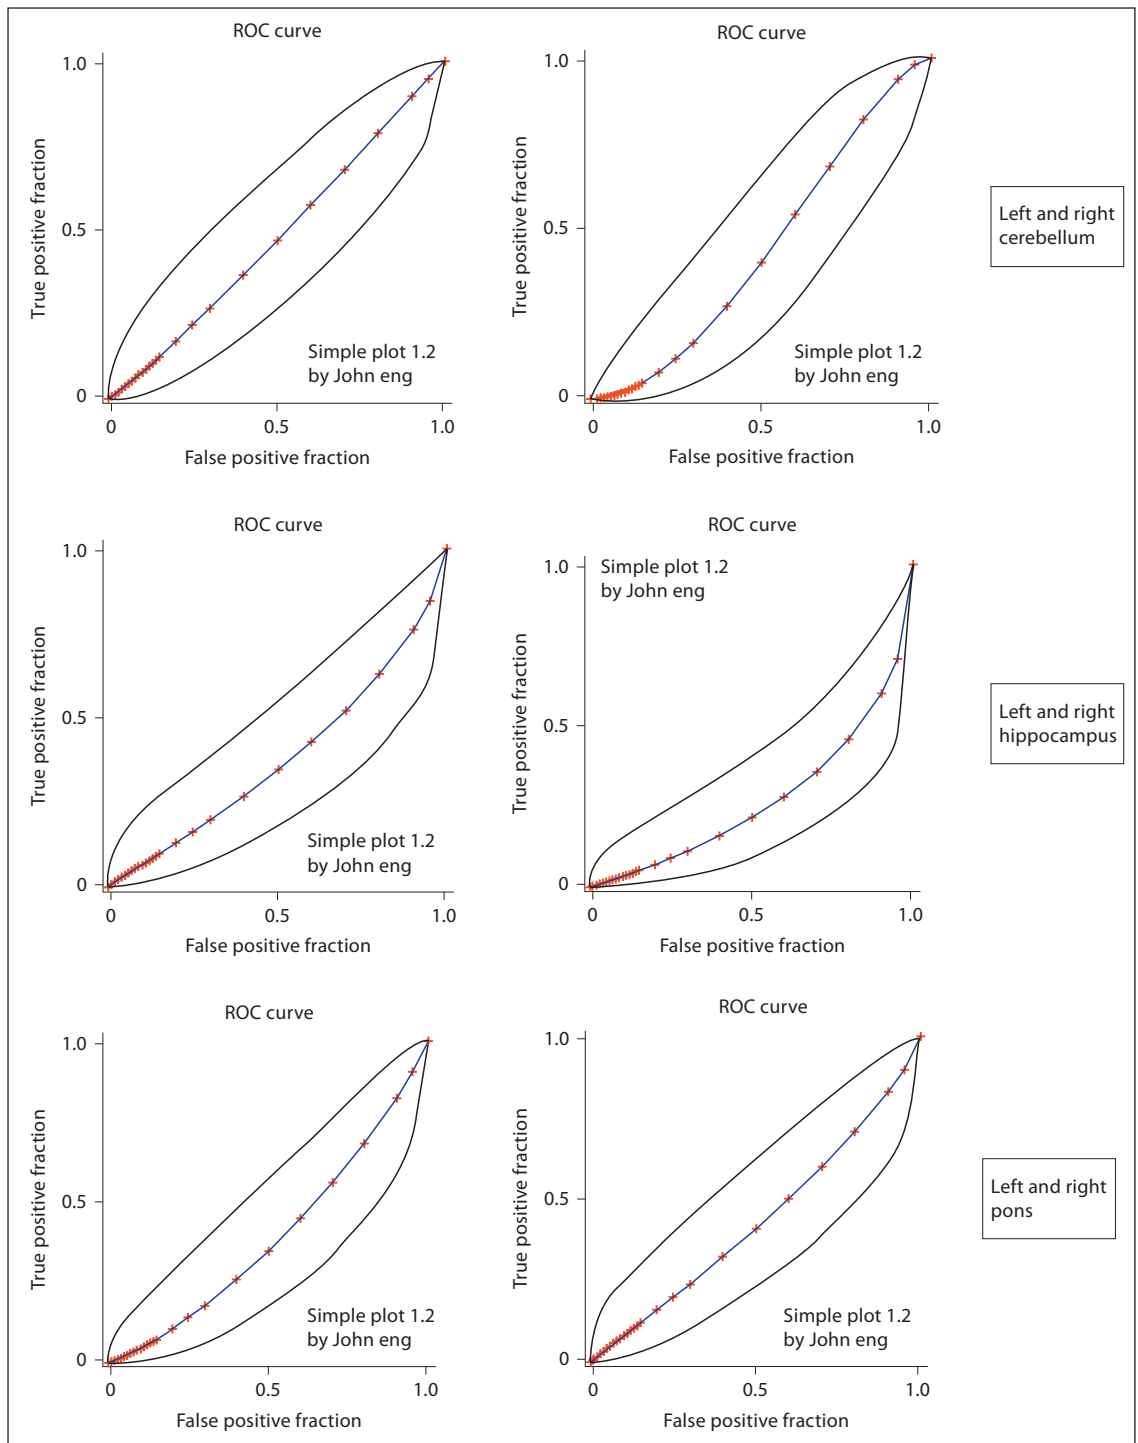 ROC curve
True positive fraction
1.0
0.5
0
Simple plot 1.2
by John eng
0 0.5 1.0
False positive fraction
ROC curve
True positive fraction
1.0
0.5
0
Simple plot 1.2
by John eng
0 0.5 1.0
False positive fraction
Left and right
cerebellum
ROC curve
True positive fraction
1.0
0.5
0
Simple plot 1.2
by John eng
0 0.5 1.0
False positive fraction
ROC curve
Simple plot 1.2
by John eng
True positive fraction
1.0
0.5
0
0 0.5 1.0
False positive fraction
Left and right
hippocampus
ROC curve
True positive fraction
1.0
0.5
0
Simple plot 1.2
by John eng
0 0.5 1.0
False positive fraction
ROC curve
True positive fraction
1.0
0.5
0
Simple plot 1.2
by John eng
0 0.5 1.0
False positive fraction
Left and right
pons